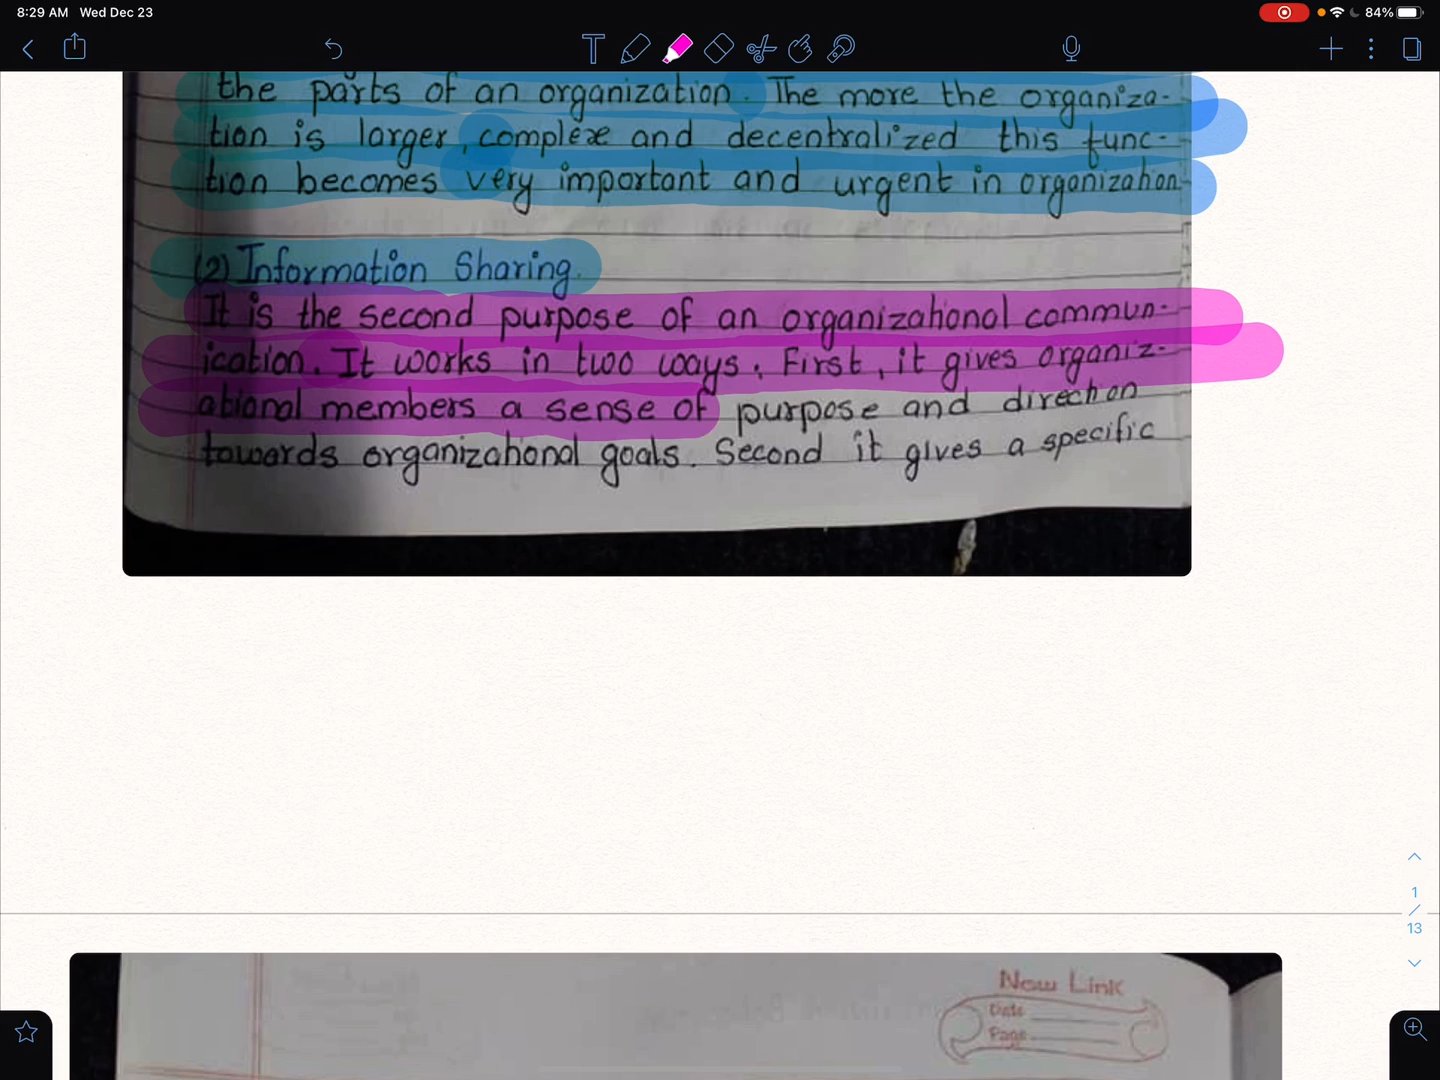 8:29 AM Wed Dec 23
84%
the parts of an organization. The more the organiza-
tion is larger, complex and decentralized this func-
tion becomes very important and urgent in organization
(2) Information Sharing.
It is the second purpose of an organizational commun-
ication. It works in two ways. First, it gives organiz-
ational members a sense of purpose and direction
towards organizational goals. Second it gives a specific
1
/
13
New Link
Date
Page